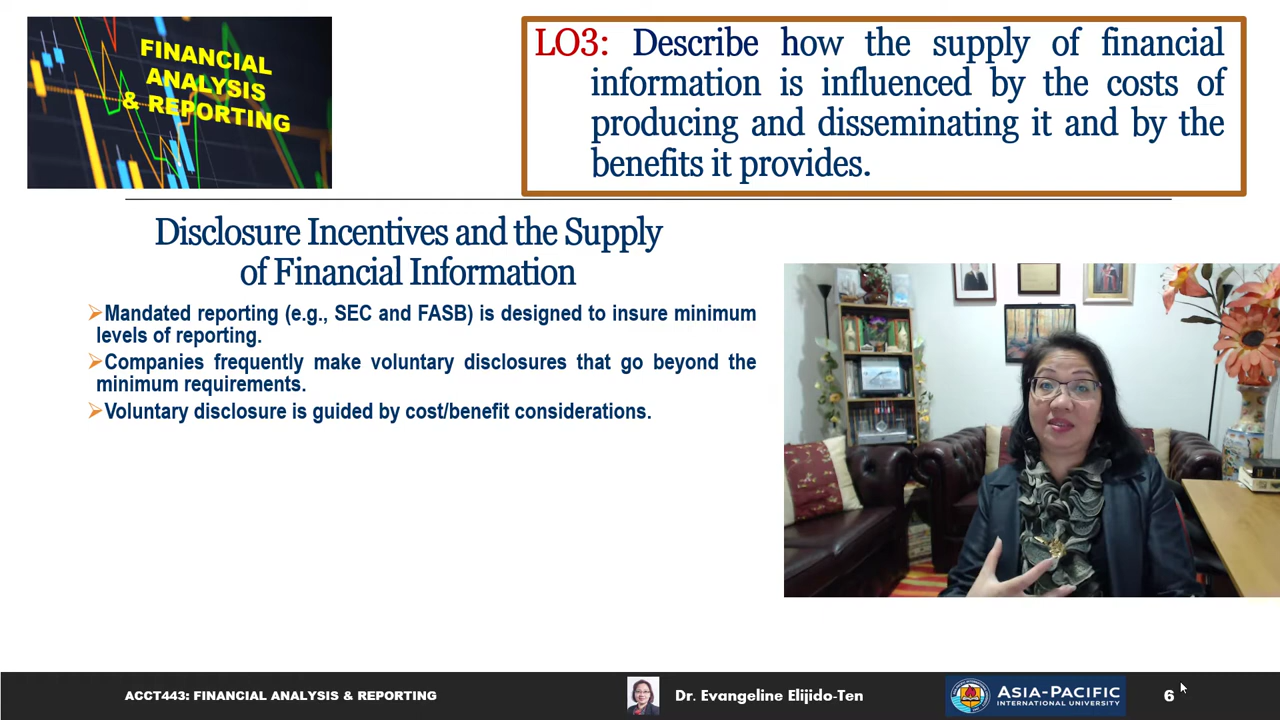 FINANCIAL
ANALYSIS
& REPORTING
LO3: Describe how the supply of financial
information is influenced by the costs of
producing and disseminating it and by the
benefits it provides.
Disclosure Incentives and the Supply
of Financial Information
➢Mandated reporting (e.g., SEC and FASB) is designed to insure minimum
levels of reporting.
➢Companies frequently make voluntary disclosures that go beyond the
minimum requirements.
➢Voluntary disclosure is guided by cost/benefit considerations.
ACCT443: FINANCIAL ANALYSIS & REPORTING
Dr. Evangeline Elijido-Ten
ASIA-PACIFIC
INTERNATIONAL UNIVERSITY
6